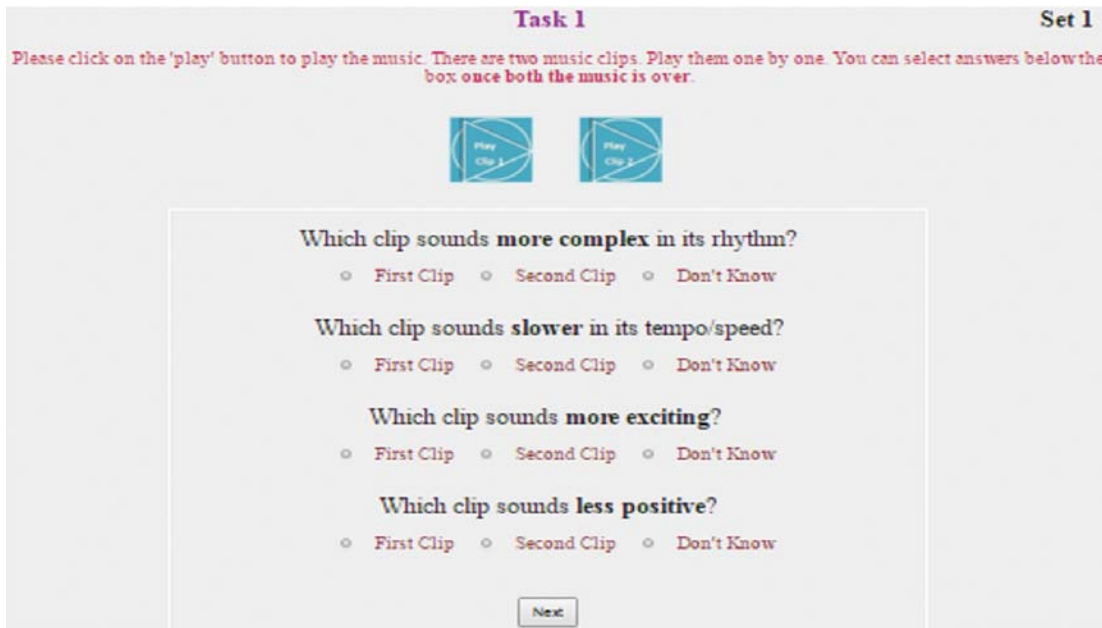 Task 1 Set 1
Please click on the 'play' button to play the music. There are two music clips. Play them one by one. You can select answers below the
box once both the music is over.
Play Play
Clip 1 Clip 2
Which clip sounds more complex in its rhythm?
First Clip Second Clip Don't Know
Which clip sounds slower in its tempo/speed?
First Clip Second Clip Don't Know
Which clip sounds more exciting?
First Clip Second Clip Don't Know
Which clip sounds less positive?
First Clip Second Clip Don't Know
Next